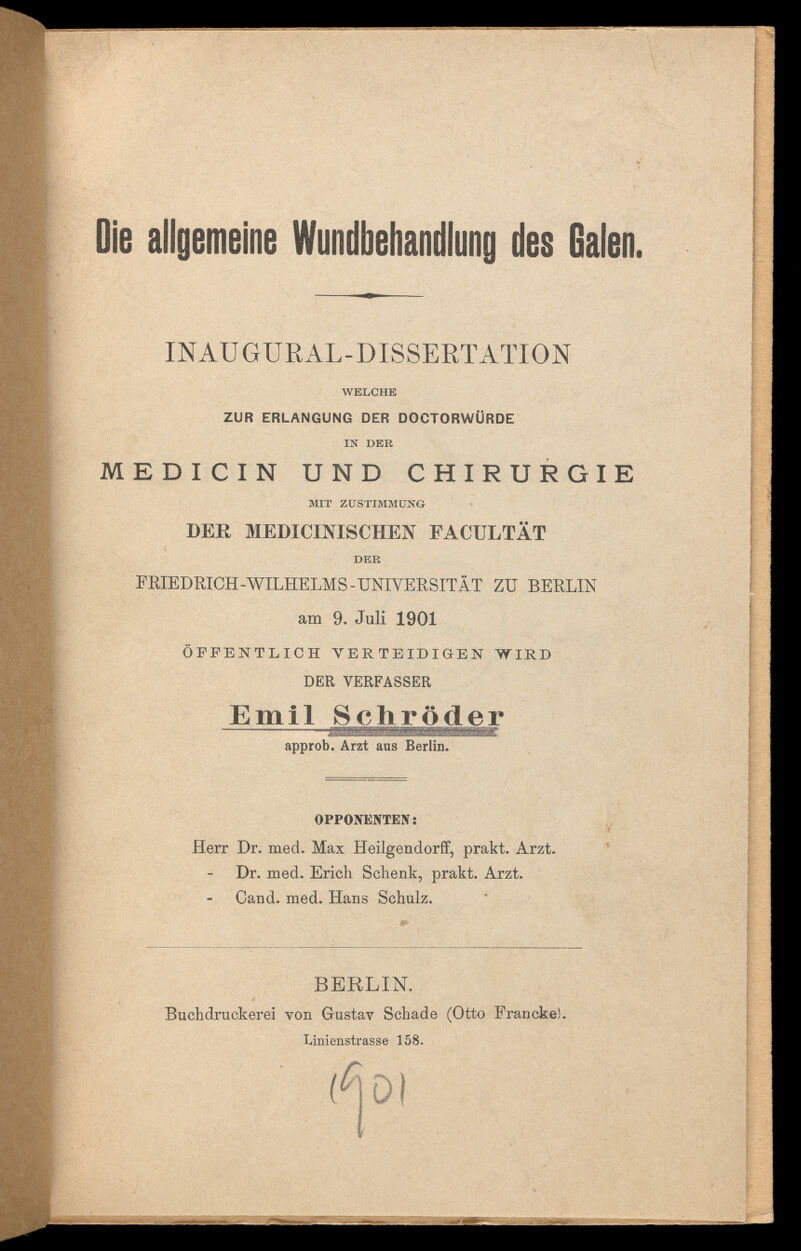 Die allgemeine Wundbehandlung des Galen.
INAUGURAL-DISSERTATION
WELCHE
ZUR ERLANGUNG DER DOCTORWÜRDE
IN DER
MEDICIN UND CHIRURGIE
MIT ZUSTIMMUNG
DER MEDICINISCHEN FACULTÄT
DER
FRIEDRICH-WILHELMS-UNIVERSITÄT ZU BERLIN
am 9. Juli 1901
ÖFFENTLICH VERTEIDIGEN WIRD
DER VERFASSER
Emil Schröder
approb. Arzt aus Berlin.
OPPONENTEN:
Herr Dr. med. Max Heilgendorff, prakt. Arzt.
- Dr. med. Erich Schenk, prakt. Arzt.
- Cand. med. Hans Schulz.
BERLIN.
Buchdruckerei von Gustav Schade (Otto Francke).
Linienstrasse 158.
1901